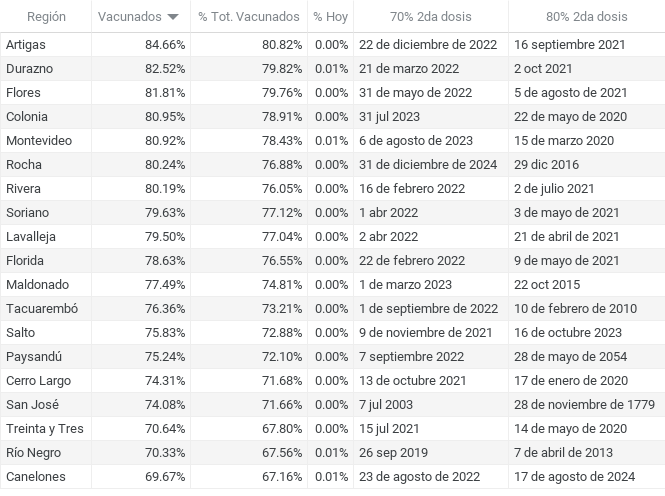 Región Vacunados % Tot. Vacunados % Hoy 70% 2da dosis 80% 2da dosis
Artigas 84.66% 80.82% 0.00% 22 de diciembre de 2022 16 septiembre 2021
Durazno 82.52% 79.82% 0.01% 21 de marzo 2022 2 oct 2021
Flores 81.81% 79.76% 0.00% 31 de mayo de 2022 5 de agosto de 2021
Colonia 80.95% 78.91% 0.00% 31 jul 2023 22 de mayo de 2020
Montevideo 80.92% 78.43% 0.01% 6 de agosto de 2023 15 de marzo 2020
Rocha 80.24% 76.88% 0.00% 31 de diciembre de 2024 29 dic 2016
Rivera 80.19% 76.05% 0.00% 16 de febrero 2022 2 de julio 2021
Soriano 79.63% 77.12% 0.00% 1 abr 2022 3 de mayo de 2021
Lavalleja 79.50% 77.04% 0.00% 2 abr 2022 21 de abril de 2021
Florida 78.63% 76.55% 0.00% 22 de febrero 2022 9 de mayo de 2021
Maldonado 77.49% 74.81% 0.00% 1 de marzo 2023 22 oct 2015
Tacuarembó 76.36% 73.21% 0.00% 1 de septiembre de 2022 10 de febrero de 2010
Salto 75.83% 72.88% 0.00% 9 de noviembre de 2021 16 de octubre 2023
Paysandú 75.24% 72.10% 0.00% 7 septiembre 2022 28 de mayo de 2054
Cerro Largo 74.31% 71.68% 0.00% 13 de octubre 2021 17 de enero de 2020
San José 74.08% 71.66% 0.00% 7 jul 2003 28 de noviembre de 1779
Treinta y Tres 70.64% 67.80% 0.00% 15 jul 2021 14 de mayo de 2020
Río Negro 70.33% 67.56% 0.01% 26 sep 2019 7 de abril de 2013
Canelones 69.67% 67.16% 0.01% 23 de agosto de 2022 17 de agosto de 2024